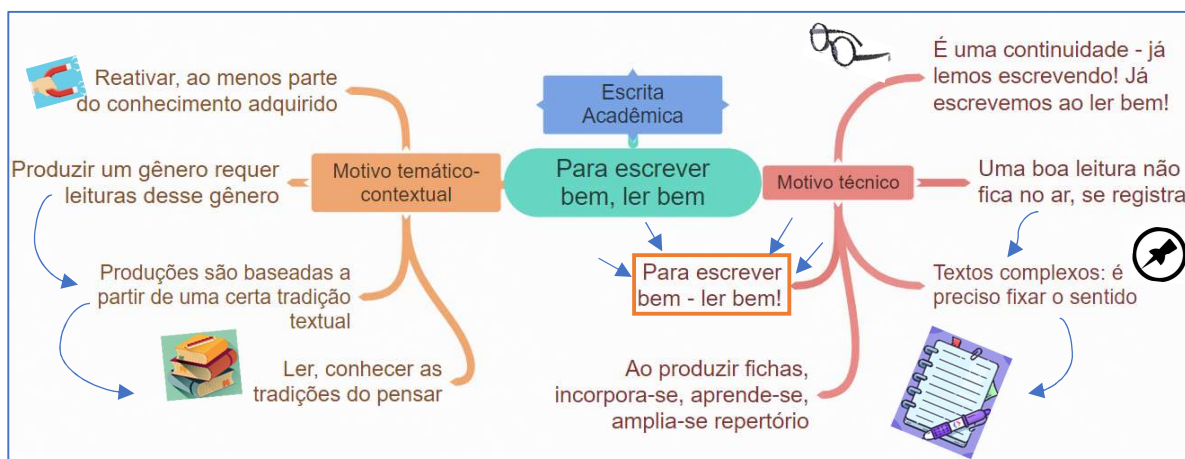 Escrita
Acadêmica
Para escrever
bem, ler bem
Motivo temático-
contextual
Reativar, ao menos parte
do conhecimento adquirido
Produzir um gênero requer
leituras desse gênero
Produções são baseadas a
partir de uma certa tradição
textual
Ler, conhecer as
tradições do pensar
Motivo técnico
É uma continuidade - já
lemos escrevendo! Já
escrevemos ao ler bem!
Uma boa leitura não
fica no ar, se registra
Textos complexos: é
preciso fixar o sentido
Para escrever
bem - ler bem!
Ao produzir fichas,
incorpora-se, aprende-se,
amplia-se repertório